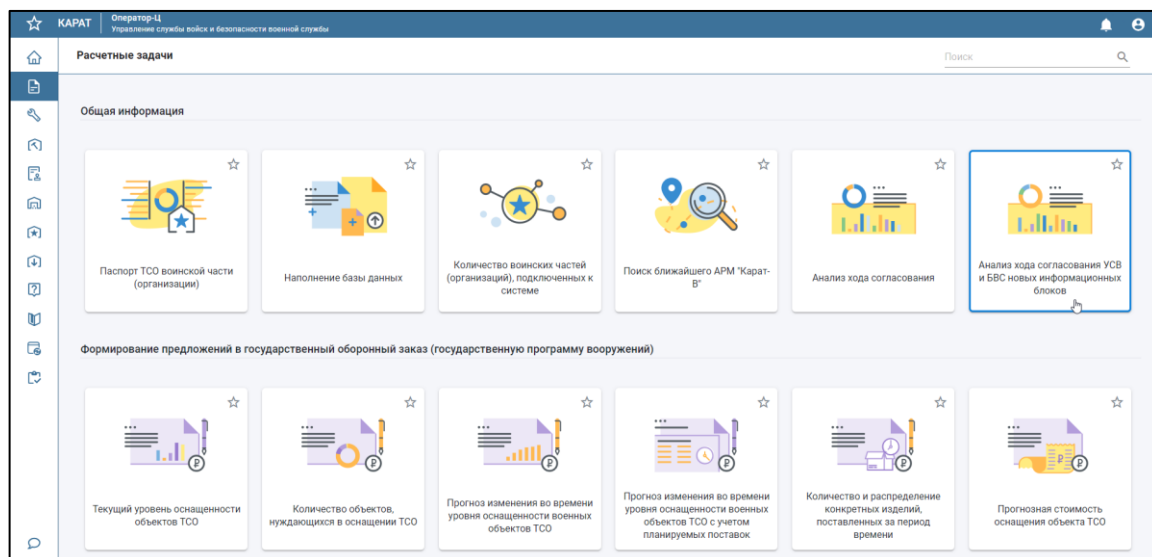 КАРАТ
Оператор-Ц
Управление службы войск и безопасности военной службы
Расчетные задачи
Поиск
Общая информация
Паспорт ТСО воинской части
(организации)
Наполнение базы данных
Количество воинских частей
(организаций), подключенных к
системе
Поиск ближайшего АРМ "Карат-
В"
Анализ хода согласования
Анализ хода согласования УСВ
и БВС новых информационных
блоков
Формирование предложений в государственный оборонный заказ (государственную программу вооружений)
Текущий уровень оснащенности
объектов ТСО
Количество объектов,
нуждающихся в оснащении ТСО
Прогноз изменения во времени
уровня оснащенности военных
объектов ТСО
Прогноз изменения во времени
уровня оснащенности военных
объектов ТСО с учетом
планируемых поставок
Количество и распределение
конкретных изделий,
поставленных за период
времени
Прогнозная стоимость
оснащения объекта ТСО